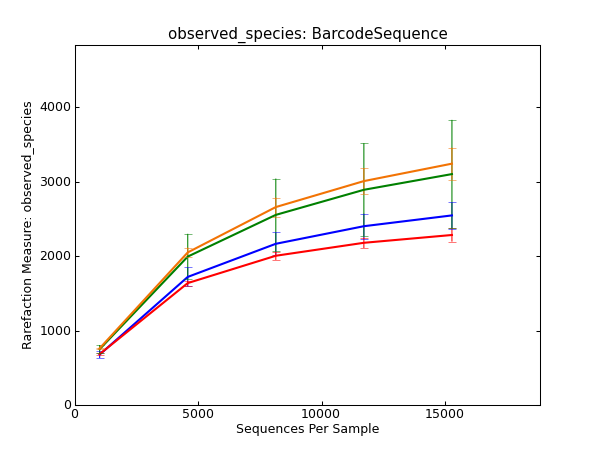 observed_species: BarcodeSequence
Rarefaction Measure: observed_species
4000
3000
2000
1000
0
0 5000 10000 15000
Sequences Per Sample